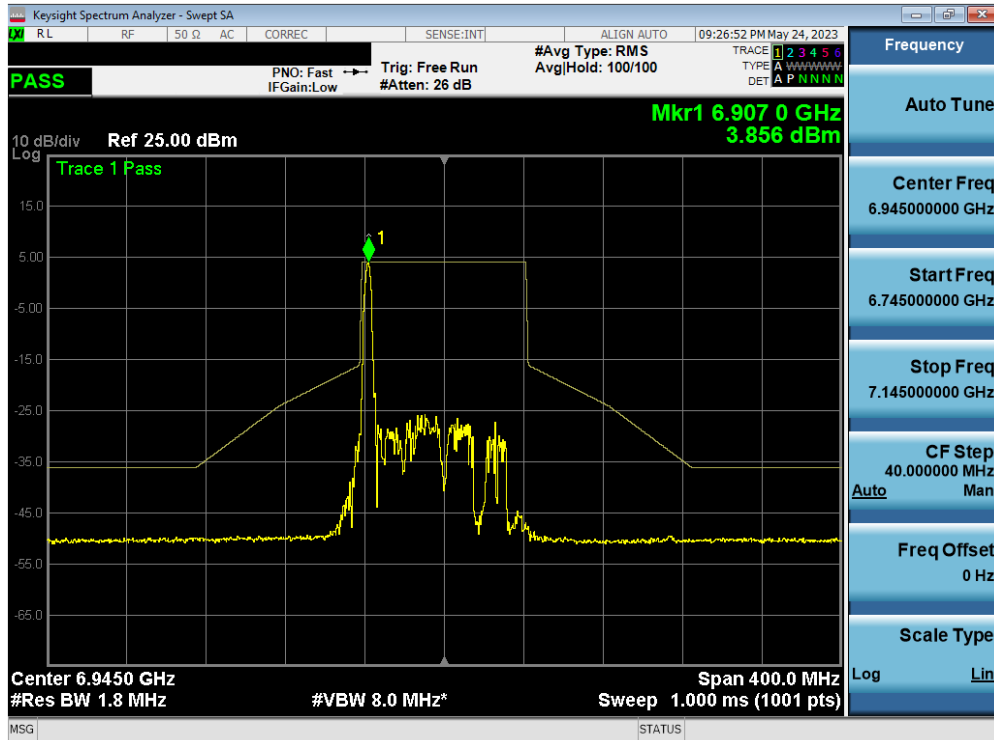 Keysight Spectrum Analyzer - Swept SA
LXI RL RF 50 Ω AC CORREC SENSE:INT ALIGN AUTO 09:26:52 PM May 24, 2023
PASS
PNO: Fast
IFGain:Low
Trig: Free Run
#Atten: 26 dB
#Avg Type: RMS
Avg|Hold: 100/100
TRACE 1 2 3 4 5 6
TYPE A WWWWW
DET A P N N N N
Mkr1 6.907 0 GHz
3.856 dBm
10 dB/div Ref 25.00 dBm
Log
Trace 1 Pass
15.0
1
5.00
-5.00
-15.0
-25.0
-35.0
-45.0
-55.0
-65.0
Center 6.9450 GHz Span 400.0 MHz
#Res BW 1.8 MHz #VBW 8.0 MHz* Sweep 1.000 ms (1001 pts)
MSG STATUS
Frequency
Auto Tune
Center Freq
6.945000000 GHz
Start Freq
6.745000000 GHz
Stop Freq
7.145000000 GHz
CF Step
40.000000 MHz
Auto Man
Freq Offset
0 Hz
Scale Type
Log Lin